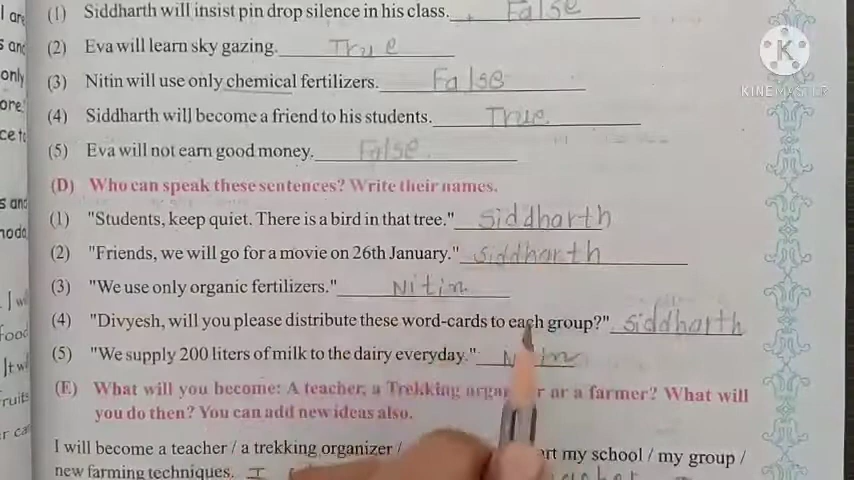 (1) Siddharth will insist pin drop silence in his class. False
(2) Eva will learn sky gazing. True
(3) Nitin will use only chemical fertilizers. False
(4) Siddharth will become a friend to his students. True
(5) Eva will not earn good money. False
(D) Who can speak these sentences? Write their names.
(1) "Students, keep quiet. There is a bird in that tree." Siddharth
(2) "Friends, we will go for a movie on 26th January." Siddharth
(3) "We use only organic fertilizers." Nitin
(4) "Divyesh, will you please distribute these word-cards to each group?" Siddharth
(5) "We supply 200 liters of milk to the dairy everyday." Nitin
(E) What will you become: A teacher, a Trekking or a farmer? What will
you do then? You can add new ideas also.
I will become a teacher / a trekking organizer / my school / my group /
new farming techniques. I
KINEMASTER